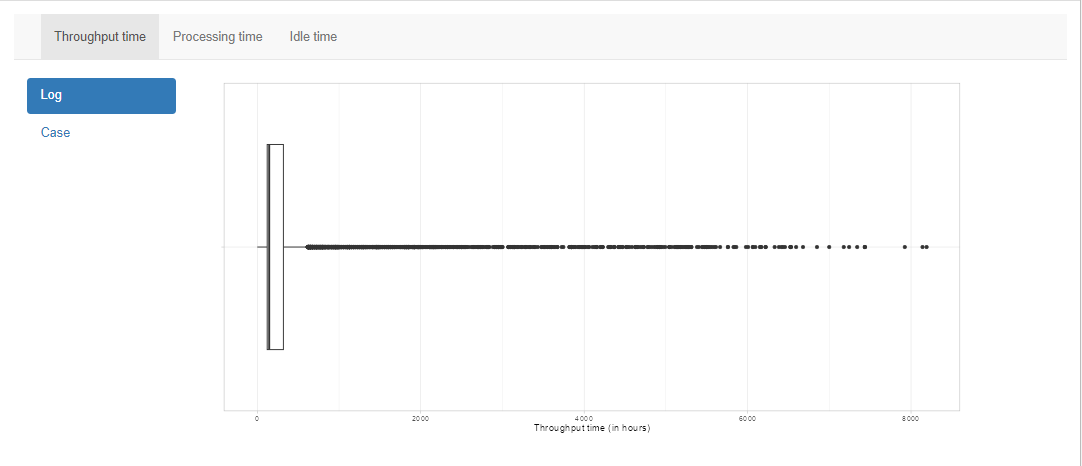 Throughput time Processing time Idle time
Log
Case
0 2000 4000 6000 8000
Throughput time (in hours)